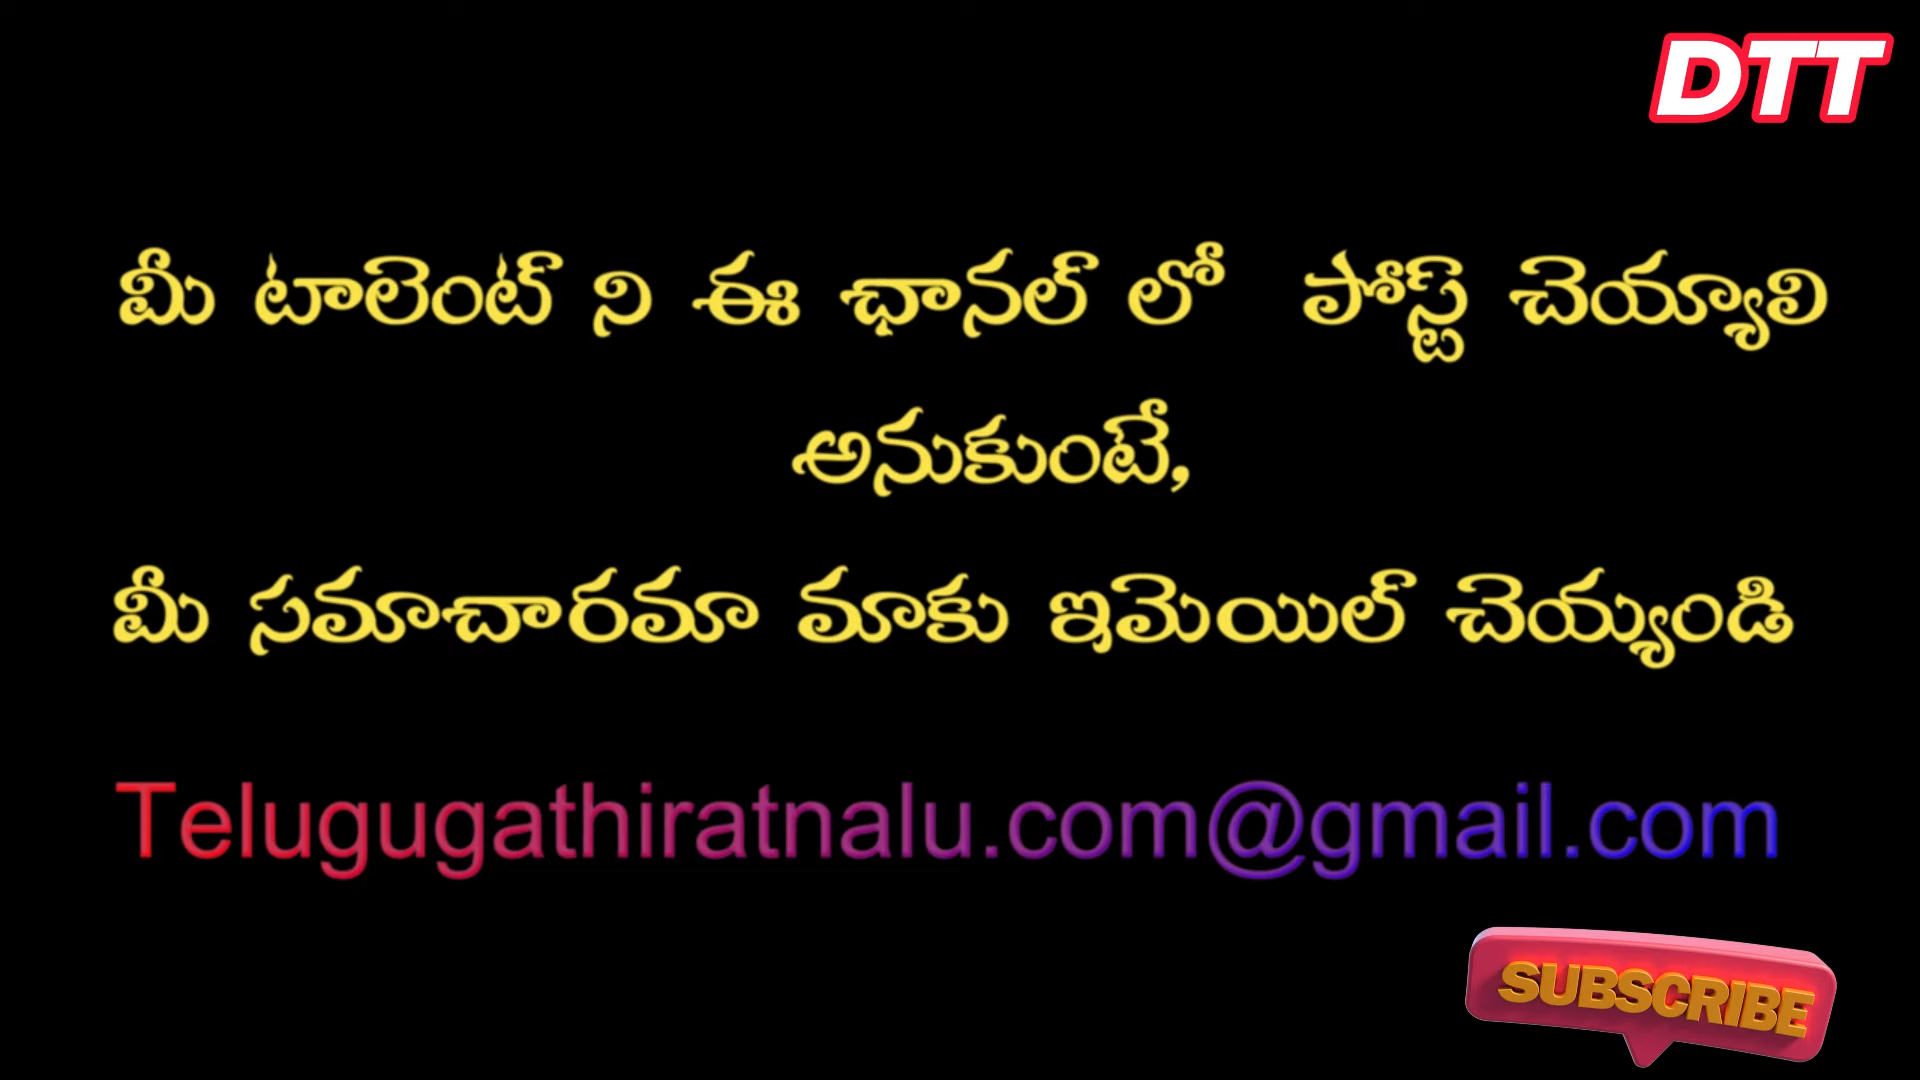 DTT
మీ టాలెంట్ ని ఈ ఛానల్ లో పోస్ట్ చెయ్యాలి
అనుకుంటే,
మీ సమాచారమా మాకు ఇమెయిల్ చెయ్యండి
Telugugathiratnalu.com@gmail.com
SUBSCRIBE